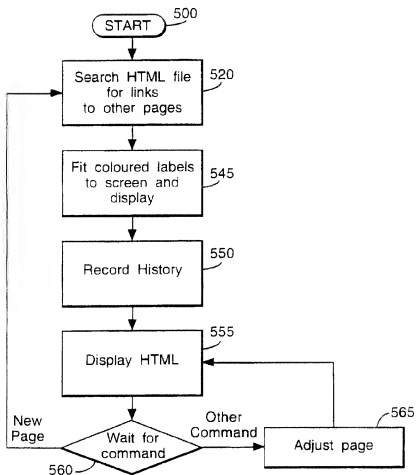 START
500
Search HTML file
for links
to other pages
520
Fit coloured labels
to screen and
display
545
Record History
550
Display HTML
555
New
Page
Wait for
command
560
Other
Command
Adjust page
565